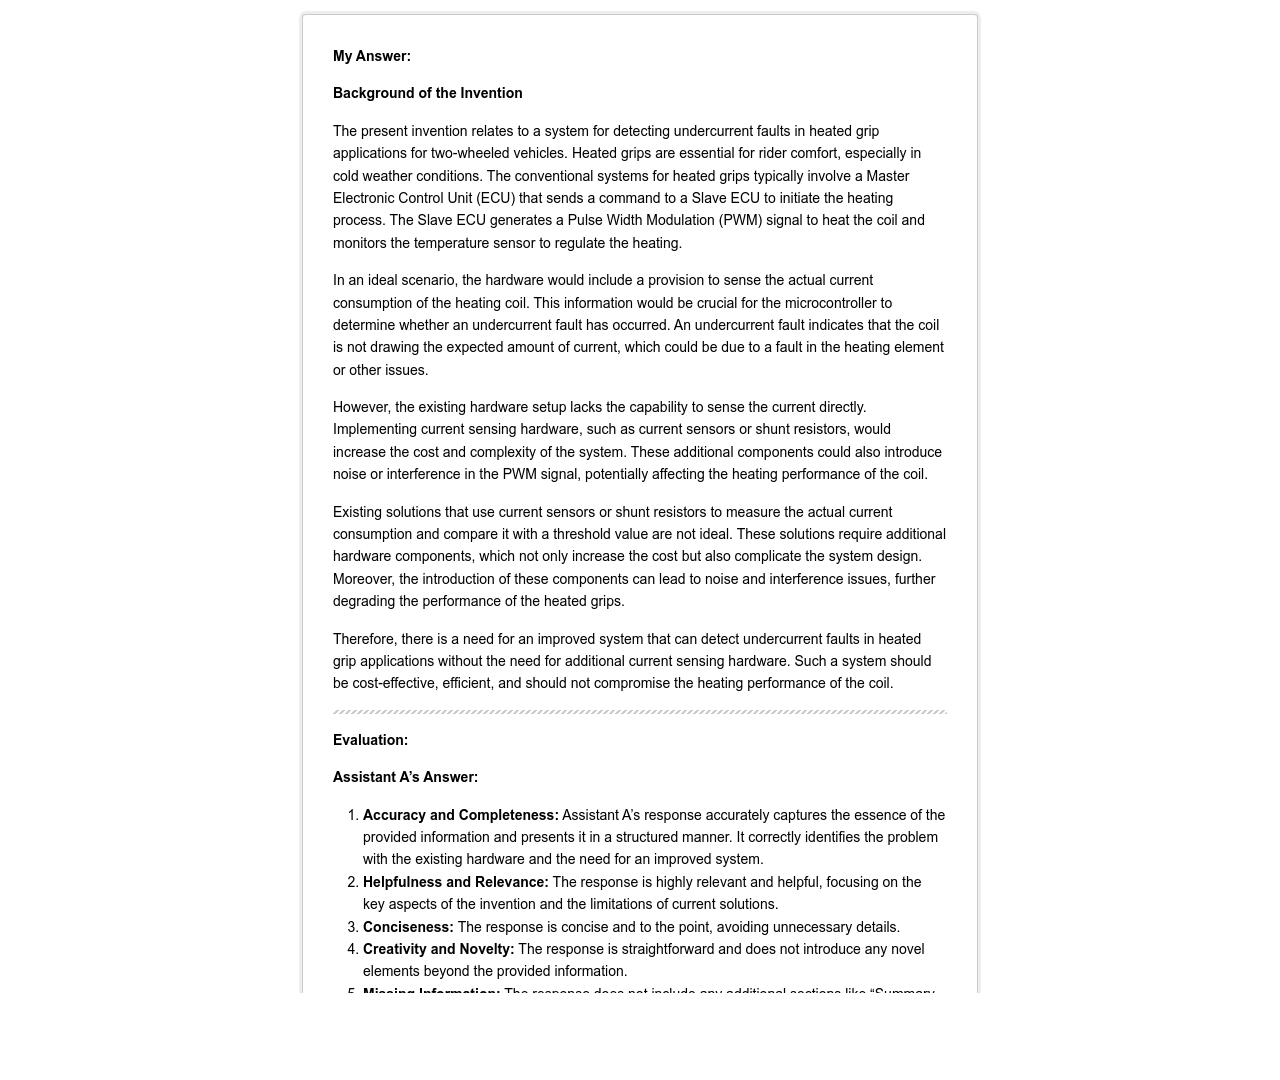 My Answer:
Background of the Invention
The present invention relates to a system for detecting undercurrent faults in heated grip
applications for two-wheeled vehicles. Heated grips are essential for rider comfort, especially in
cold weather conditions. The conventional systems for heated grips typically involve a Master
Electronic Control Unit (ECU) that sends a command to a Slave ECU to initiate the heating
process. The Slave ECU generates a Pulse Width Modulation (PWM) signal to heat the coil and
monitors the temperature sensor to regulate the heating.
In an ideal scenario, the hardware would include a provision to sense the actual current
consumption of the heating coil. This information would be crucial for the microcontroller to
determine whether an undercurrent fault has occurred. An undercurrent fault indicates that the coil
is not drawing the expected amount of current, which could be due to a fault in the heating element
or other issues.
However, the existing hardware setup lacks the capability to sense the current directly.
Implementing current sensing hardware, such as current sensors or shunt resistors, would
increase the cost and complexity of the system. These additional components could also introduce
noise or interference in the PWM signal, potentially affecting the heating performance of the coil.
Existing solutions that use current sensors or shunt resistors to measure the actual current
consumption and compare it with a threshold value are not ideal. These solutions require additional
hardware components, which not only increase the cost but also complicate the system design.
Moreover, the introduction of these components can lead to noise and interference issues, further
degrading the performance of the heated grips.
Therefore, there is a need for an improved system that can detect undercurrent faults in heated
grip applications without the need for additional current sensing hardware. Such a system should
be cost-effective, efficient, and should not compromise the heating performance of the coil.
Evaluation:
Assistant A’s Answer:
1. Accuracy and Completeness: Assistant A’s response accurately captures the essence of the
provided information and presents it in a structured manner. It correctly identifies the problem
with the existing hardware and the need for an improved system.
2. Helpfulness and Relevance: The response is highly relevant and helpful, focusing on the
key aspects of the invention and the limitations of current solutions.
3. Conciseness: The response is concise and to the point, avoiding unnecessary details.
4. Creativity and Novelty: The response is straightforward and does not introduce any novel
elements beyond the provided information.
5. Missing Information: The response does not include any additional sections like “Summary